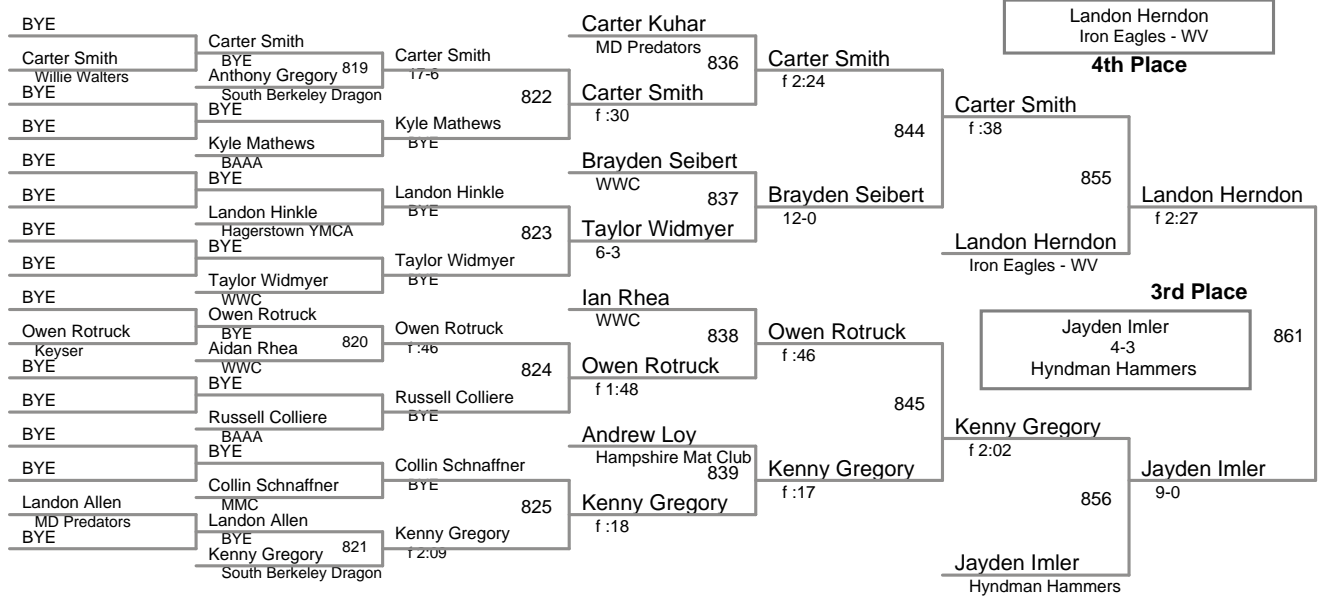 BYE
Carter Smith
Willie Walters
BYE
BYE
BYE
BYE
BYE
BYE
BYE
Owen Rotruck
Keyser
BYE
BYE
BYE
BYE
Landon Allen
MD Predators
BYE
Carter Smith
BYE
Anthony Gregory 819
South Berkeley Dragon
BYE
Kyle Mathews
BAAA
BYE
Landon Hinkle
Hagerstown YMCA
BYE
Taylor Widmyer
WWC
Owen Rotruck
BYE
Aidan Rhea 820
WWC
BYE
Russell Colliere
BAAA
BYE
Collin Schnaffner
MMC
Landon Allen
BYE
Kenny Gregory 821
South Berkeley Dragon
Carter Smith
17-6
822
Kyle Mathews
BYE
Landon Hinkle
BYE
823
Taylor Widmyer
BYE
Owen Rotruck
f :46
824
Russell Colliere
BYE
Collin Schnaffner
BYE
825
Kenny Gregory
f 2:09
Carter Kuhar
MD Predators
836
Carter Smith
f :30
Brayden Seibert
WWC
837
Taylor Widmyer
6-3
Ian Rhea
WWC
838
Owen Rotruck
f 1:48
Andrew Loy
Hampshire Mat Club
839
Kenny Gregory
f :18
Carter Smith
f 2:24
844
Brayden Seibert
12-0
Owen Rotruck
f :46
845
Kenny Gregory
f :17
Carter Smith
f :38
855
Landon Herndon
Iron Eagles - WV
Kenny Gregory
f 2:02
856
Jayden Imler
Hyndman Hammers
Landon Herndon
f 2:27
861
Jayden Imler
9-0
Landon Herndon
Iron Eagles - WV
4th Place
3rd Place
Jayden Imler
4-3
Hyndman Hammers